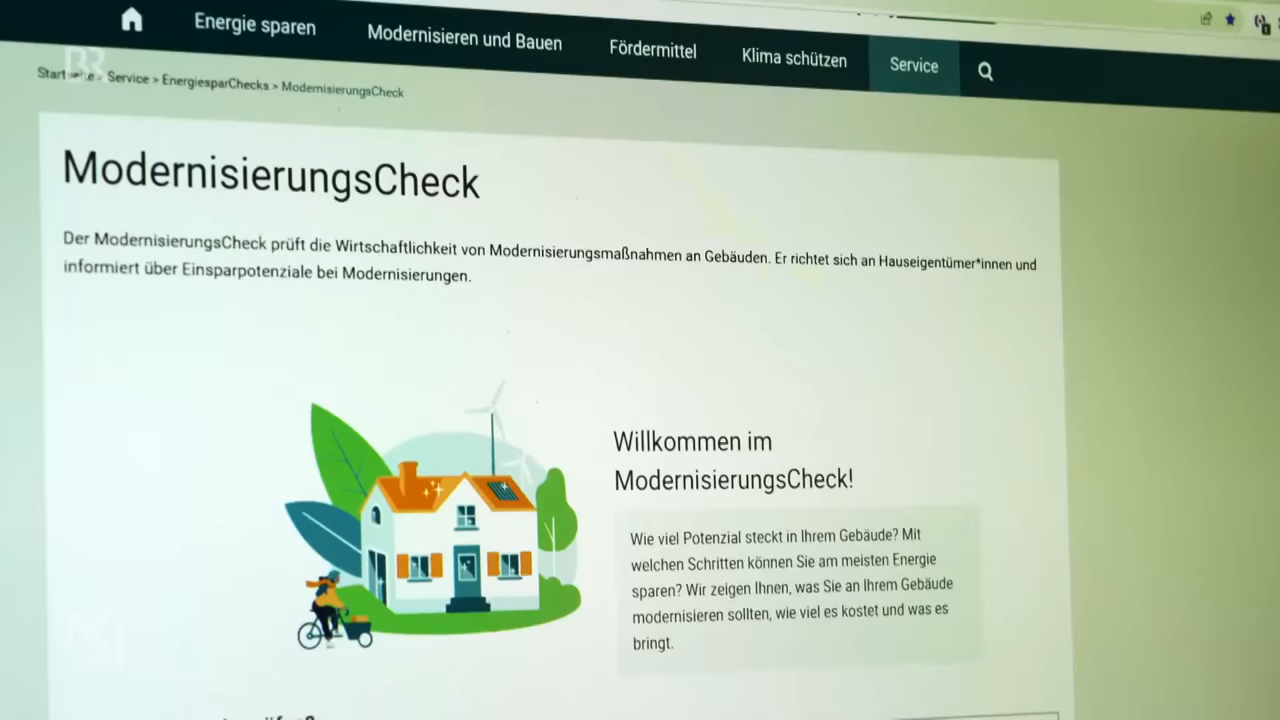 Energie sparen
Modernisieren und Bauen
Fördermittel
Klima schützen
Service
BR
Service > EnergiesparChecks > ModernisierungsCheck
ModernisierungsCheck
Der ModernisierungsCheck prüft die Wirtschaftlichkeit von Modernisierungsmaßnahmen an Gebäuden. Er richtet sich an Hauseigentümer*innen und
informiert über Einsparpotenziale bei Modernisierungen.
Willkommen im
ModernisierungsCheck!
Wie viel Potenzial steckt in Ihrem Gebäude? Mit
welchen Schritten können Sie am meisten Energie
sparen? Wir zeigen Ihnen, was Sie an Ihrem Gebäude
modernisieren sollten, wie viel es kostet und was es
bringt.